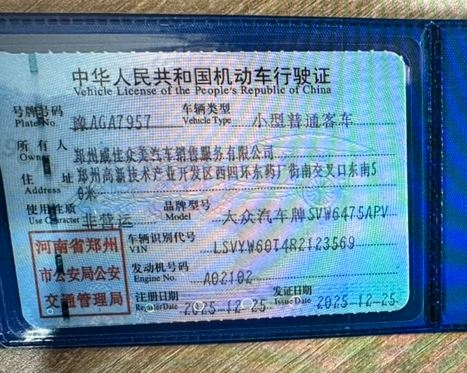 中华人民共和国机动车行驶证
Vehicle License of the People's Republic of China
号牌号码 Plate No. 豫AGA7957 车辆类型 Vehicle Type 小型普通客车
所有人 Owner 郑州威佳众美汽车销售服务有限公司
住址 Address 郑州高新技术产业开发区西四环东药厂街南交叉口东南5
0米
使用性质 Use Character 非营运 品牌型号 Model 大众汽车牌SVW6475APV
河南省郑州 车辆识别代号 VIN LSVYW60T4R2123569
市公安局公安 发动机号码 Engine No. A02102
交通管理局 注册日期 Register Date 2025-12-25 发证日期 Issue Date 2025-12-25